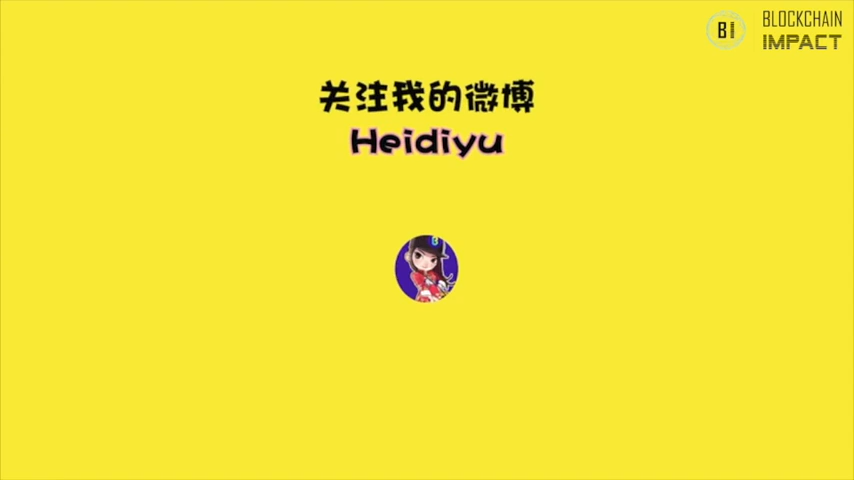 BI BLOCKCHAIN
IMPACT
关注我的微博
Heidiyu
B